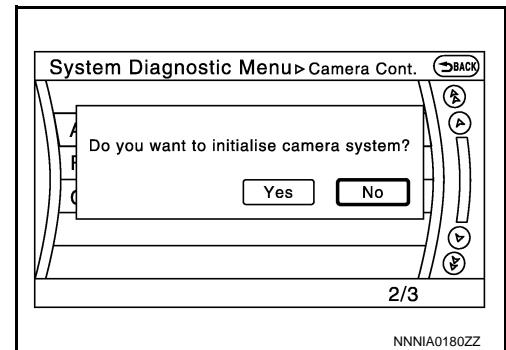 System Diagnostic Menu▷Camera Cont.
BACK
Do you want to initialise camera system?
Yes No
2/3
NNNIA0180ZZ